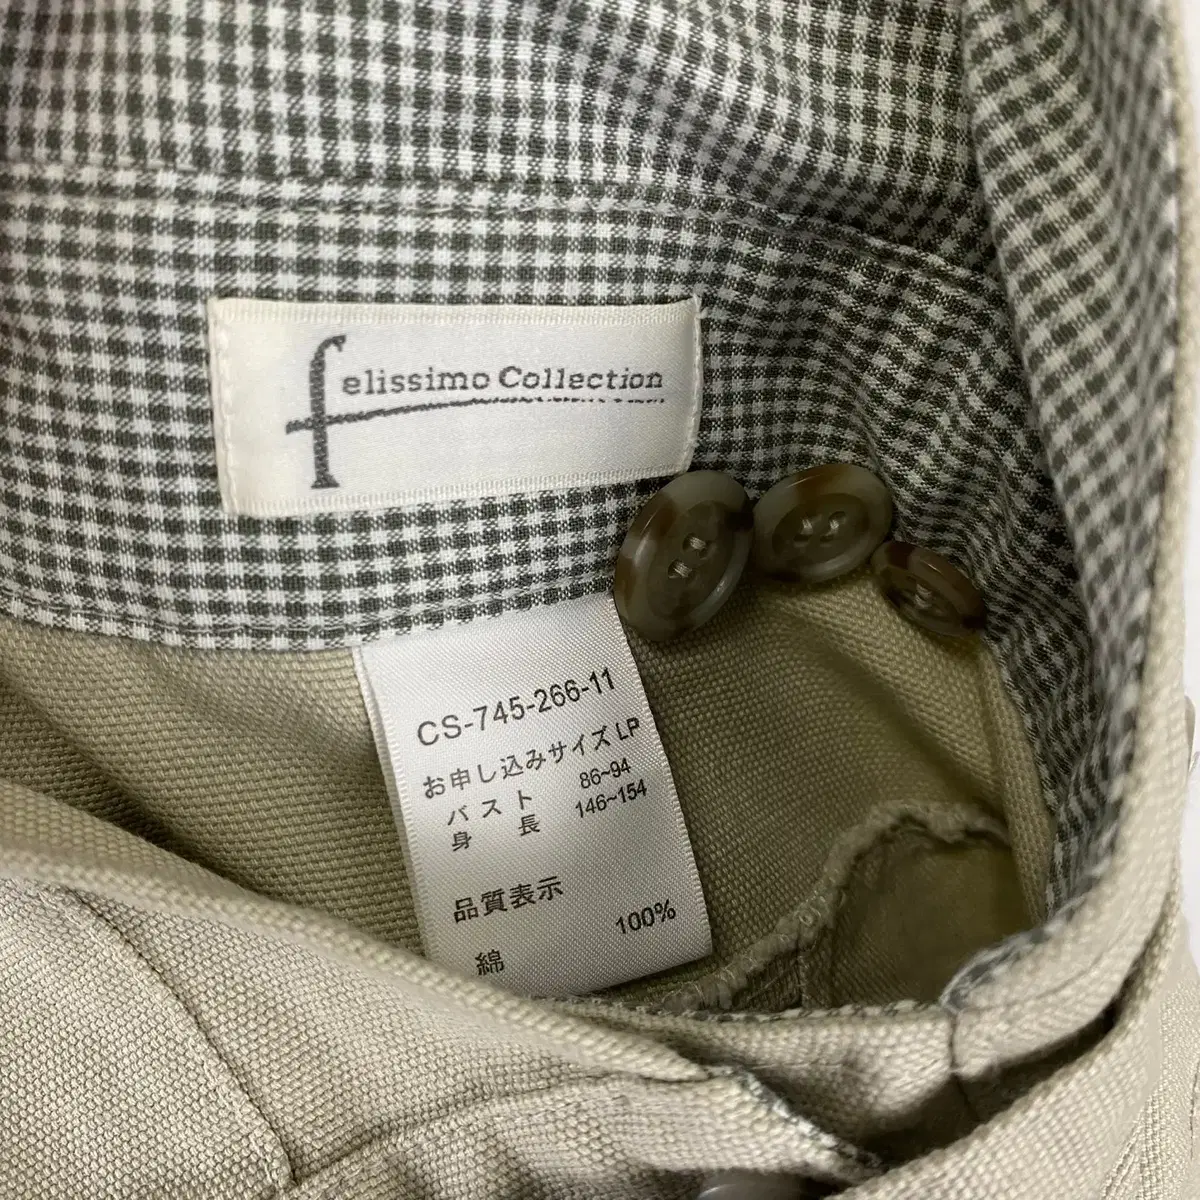 felissimo Collection
CS-745-266-11
お申し込みサイズ LP
バスト 86~94
身長 146~154
品質表示
綿 100%